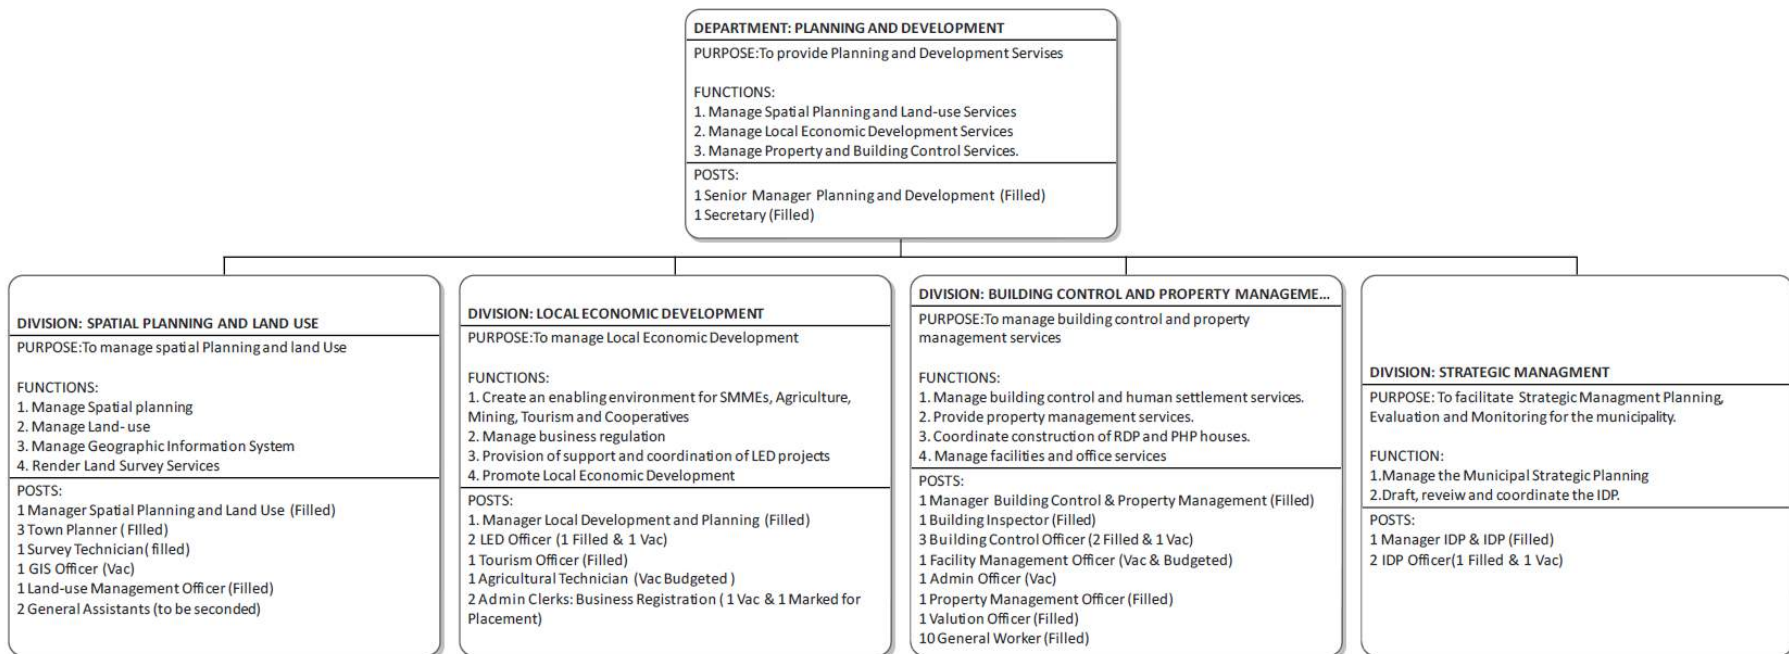 DEPARTMENT: PLANNING AND DEVELOPMENT
PURPOSE:To provide Planning and Development Servises
FUNCTIONS:
1. Manage Spatial Planning and Land-use Services
2. Manage Local Economic Development Services
3. Manage Property and Building Control Services.
POSTS:
1 Senior Manager Planning and Development (Filled)
1 Secretary (Filled)
DIVISION: SPATIAL PLANNING AND LAND USE
PURPOSE:To manage spatial Planning and land Use
FUNCTIONS:
1. Manage Spatial planning
2. Manage Land- use
3. Manage Geographic Information System
4. Render Land Survey Services
POSTS:
1 Manager Spatial Planning and Land Use (Filled)
3 Town Planner ( FIlled)
1 Survey Technician( filled)
1 GIS Officer (Vac)
1 Land-use Management Officer (Filled)
2 General Assistants (to be seconded)
DIVISION: LOCAL ECONOMIC DEVELOPMENT
PURPOSE:To manage Local Economic Development
FUNCTIONS:
1. Create an enabling environment for SMMEs, Agriculture,
Mining, Tourism and Cooperatives
2. Manage business regulation
3. Provision of support and coordination of LED projects
4. Promote Local Economic Development
POSTS:
1. Manager Local Development and Planning (Filled)
2 LED Officer (1 Filled & 1 Vac)
1 Tourism Officer (Filled)
1 Agricultural Technician (Vac Budgeted )
2 Admin Clerks: Business Registration ( 1 Vac & 1 Marked for
Placement)
DIVISION: BUILDING CONTROL AND PROPERTY MANAGEME...
PURPOSE:To manage building control and property
management services
FUNCTIONS:
1. Manage building control and human settlement services.
2. Provide property management services.
3. Coordinate construction of RDP and PHP houses.
4. Manage facilities and office services
POSTS:
1 Manager Building Control & Property Management (Filled)
1 Building Inspector (Filled)
3 Building Control Officer (2 Filled & 1 Vac)
1 Facility Management Officer (Vac & Budgeted)
1 Admin Officer (Vac)
1 Property Management Officer (Filled)
1 Valution Officer (Filled)
10 General Worker (Filled)
DIVISION: STRATEGIC MANAGMENT
PURPOSE: To facilitate Strategic Managment Planning,
Evaluation and Monitoring for the municipality.
FUNCTION:
1.Manage the Municipal Strategic Planning
2.Draft, reveiw and coordinate the IDP.
POSTS:
1 Manager IDP & IDP (Filled)
2 IDP Officer(1 Filled & 1 Vac)